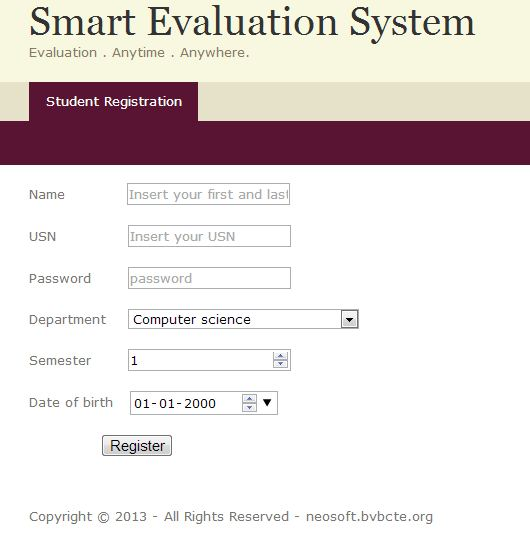 Smart Evaluation System
Evaluation . Anytime . Anywhere.
Student Registration
Name Insert your first and last
USN Insert your USN
Password password
Department Computer science
Semester 1
Date of birth 01-01-2000
Register
Copyright © 2013 - All Rights Reserved - neosoft.bvbcte.org